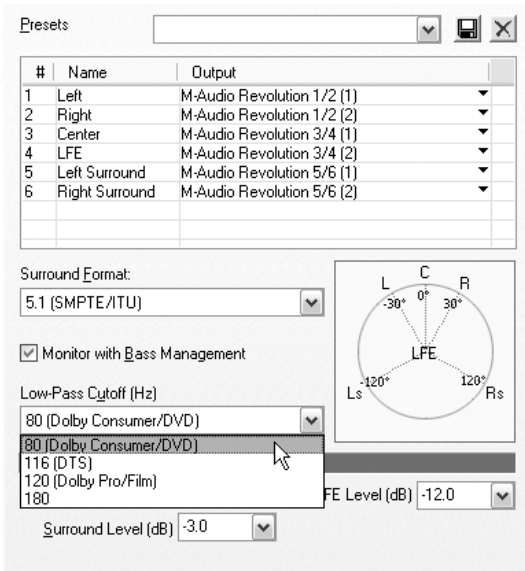 Presets
# Name Output
1 Left M-Audio Revolution 1/2 (1)
2 Right M-Audio Revolution 1/2 (2)
3 Center M-Audio Revolution 3/4 (1)
4 LFE M-Audio Revolution 3/4 (2)
5 Left Surround M-Audio Revolution 5/6 (1)
6 Right Surround M-Audio Revolution 5/6 (2)
Surround Format:
5.1 (SMPTE/ITU)
Monitor with Bass Management
Low-Pass Cutoff (Hz)
80 (Dolby Consumer/DVD)
80 (Dolby Consumer/DVD)
116 (DTS)
120 (Dolby Pro/Film)
180
C
L R
-30° 0° 30°
LFE
-120° 120°
Ls Rs
FE Level (dB) -12.0
Surround Level (dB) -3.0